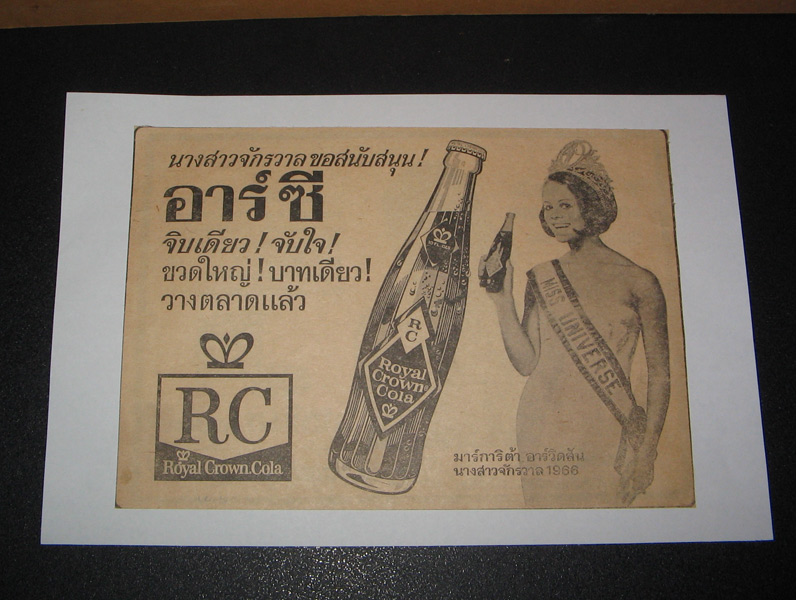 นางสาวจักรวาล ขอสนับสนุน!
อาร์ซี
จิบเดียว! จับใจ!
ขวดใหญ่! บาทเดียว!
วางตลาดแล้ว
RC
Royal Crown Cola
RC
Royal
Crown
Cola
MISS UNIVERSE
มาร์การิต้า อาร์วิดสัน
นางสาวจักรวาล 1966